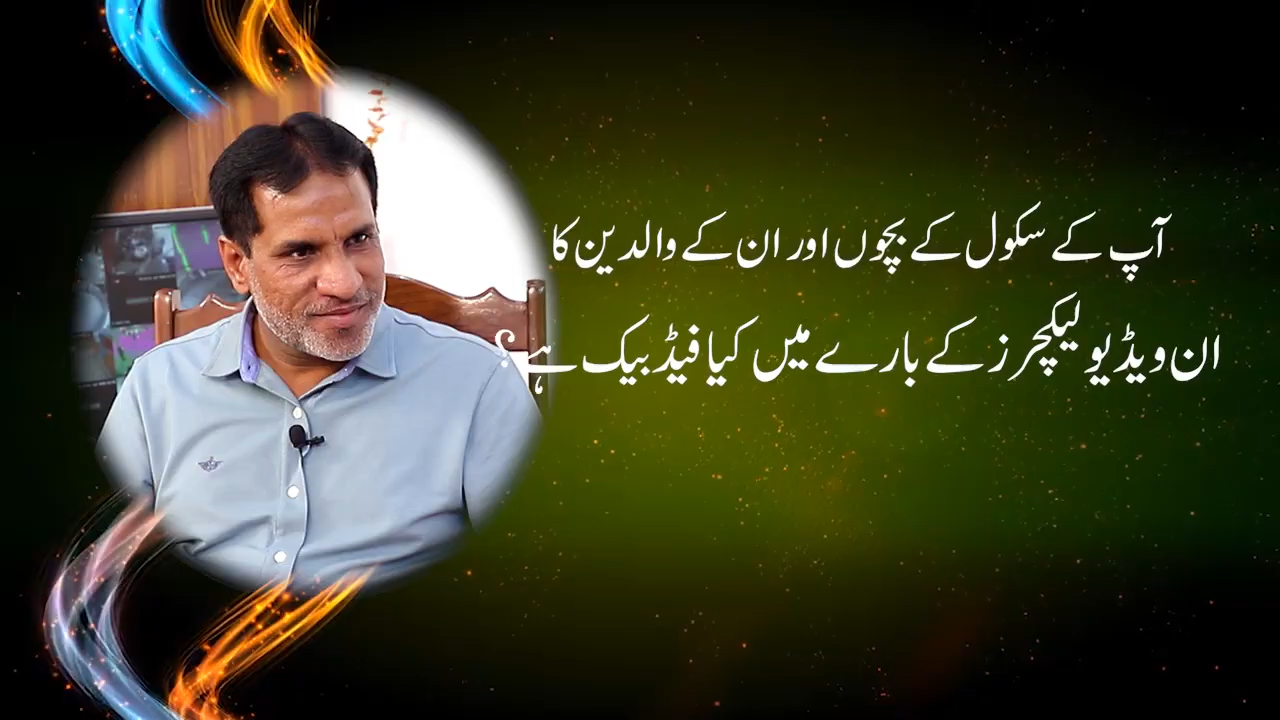 آپ کے سکول کے بچوں اور ان کے والدین کا
ان ویڈیو لیکچرز کے بارے میں کیا فیڈ بیک ہے؟